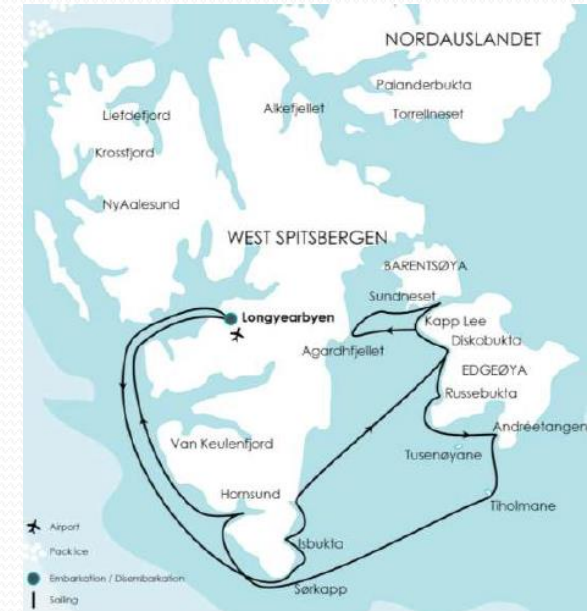 NORDAUSLANDET
Palanderbukta
Torrellneset
Alkefjellet
Liefdefjord
Krossfjord
NyAalesund
WEST SPITSBERGEN
BARENTSØYA
Sundneset
Longyearbyen
Kapp Lee
Agardhfjellet
Diskobukta
EDGEØYA
Russebukta
Andréetangen
Van Keulenfjord
Tusenøyane
Hornsund
Tiholmane
Isbukta
Sørkapp
Airport
Pack ice
Embarkation / Disembarkation
Sailing